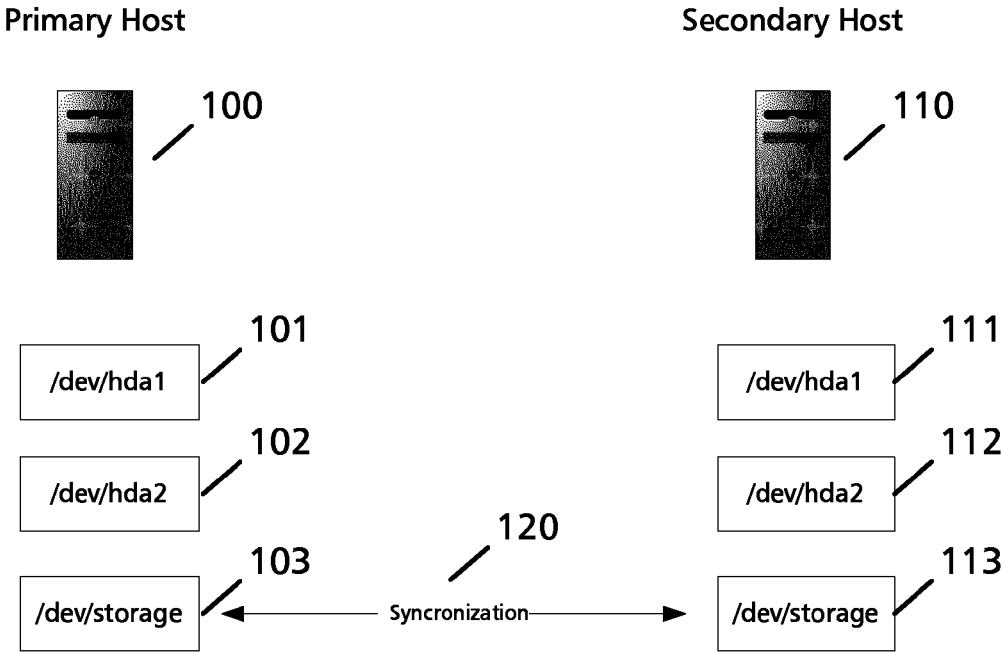 Primary Host Secondary Host
100 110
101 111
/dev/hda1 /dev/hda1
102 112
/dev/hda2 /dev/hda2
120
103 113
/dev/storage Syncronization /dev/storage